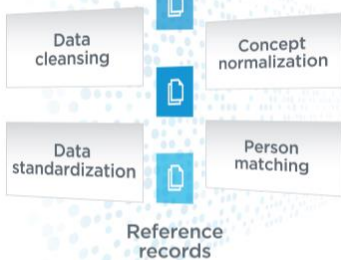 Data
cleansing
Concept
normalization
Data
standardization
Person
matching
Reference
records